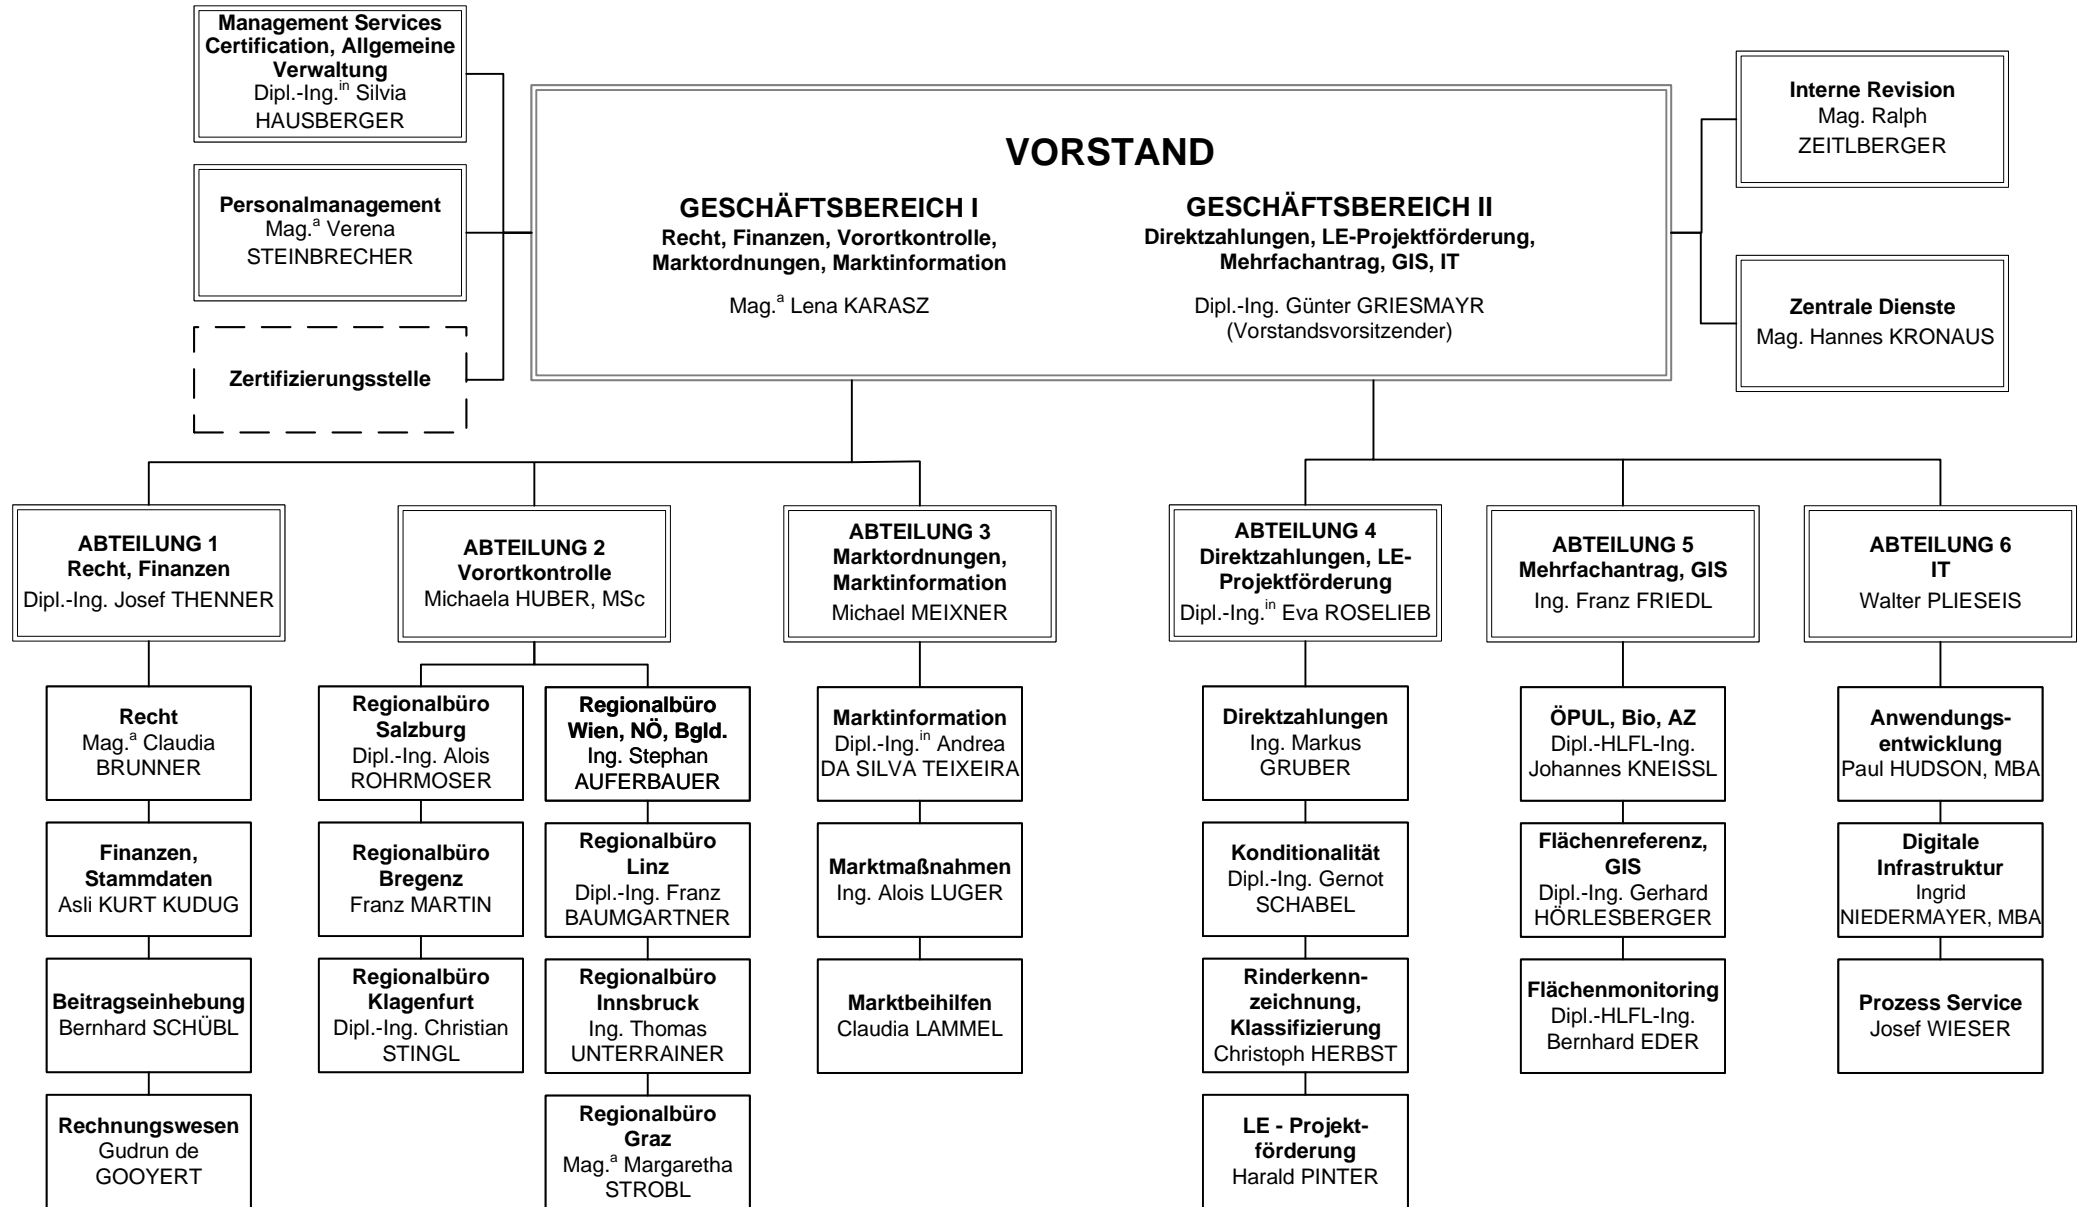 Management Services
Certification, Allgemeine
Verwaltung
Dipl.-Ing.in Silvia
HAUSBERGER
Personalmanagement
Mag.a Verena
STEINBRECHER
Zertifizierungsstelle
VORSTAND
GESCHÄFTSBEREICH I
Recht, Finanzen, Vorortkontrolle,
Marktordnungen, Marktinformation
Mag.a Lena KARASZ
GESCHÄFTSBEREICH II
Direktzahlungen, LE-Projektförderung,
Mehrfachantrag, GIS, IT
Dipl.-Ing. Günter GRIESMAYR
(Vorstandsvorsitzender)
Interne Revision
Mag. Ralph
ZEITLBERGER
Zentrale Dienste
Mag. Hannes KRONAUS
ABTEILUNG 1
Recht, Finanzen
Dipl.-Ing. Josef THENNER
Recht
Mag.a Claudia
BRUNNER
Finanzen,
Stammdaten
Asli KURT KUDUG
Beitragseinhebung
Bernhard SCHÜBL
Rechnungswesen
Gudrun de
GOOYERT
ABTEILUNG 2
Vorortkontrolle
Michaela HUBER, MSc
Regionalbüro
Salzburg
Dipl.-Ing. Alois
ROHRMOSER
Regionalbüro
Bregenz
Franz MARTIN
Regionalbüro
Klagenfurt
Dipl.-Ing. Christian
STINGL
Regionalbüro
Wien, NÖ, Bgld.
Ing. Stephan
AUFERBAUER
Regionalbüro
Linz
Dipl.-Ing. Franz
BAUMGARTNER
Regionalbüro
Innsbruck
Ing. Thomas
UNTERRAINER
Regionalbüro
Graz
Mag.a Margaretha
STROBL
ABTEILUNG 3
Marktordnungen,
Marktinformation
Michael MEIXNER
Marktinformation
Dipl.-Ing.in Andrea
DA SILVA TEIXEIRA
Marktmaßnahmen
Ing. Alois LUGER
Marktbeihilfen
Claudia LAMMEL
ABTEILUNG 4
Direktzahlungen, LE-
Projektförderung
Dipl.-Ing.in Eva ROSELIEB
Direktzahlungen
Ing. Markus
GRUBER
Konditionalität
Dipl.-Ing. Gernot
SCHABEL
Rinderkenn-
zeichnung,
Klassifizierung
Christoph HERBST
LE - Projekt-
förderung
Harald PINTER
ABTEILUNG 5
Mehrfachantrag, GIS
Ing. Franz FRIEDL
ÖPUL, Bio, AZ
Dipl.-HLFL-Ing.
Johannes KNEISSL
Flächenreferenz,
GIS
Dipl.-Ing. Gerhard
HÖRLESBERGER
Flächenmonitoring
Dipl.-HLFL-Ing.
Bernhard EDER
ABTEILUNG 6
IT
Walter PLIESEIS
Anwendungs-
entwicklung
Paul HUDSON, MBA
Digitale
Infrastruktur
Ingrid
NIEDERMAYER, MBA
Prozess Service
Josef WIESER